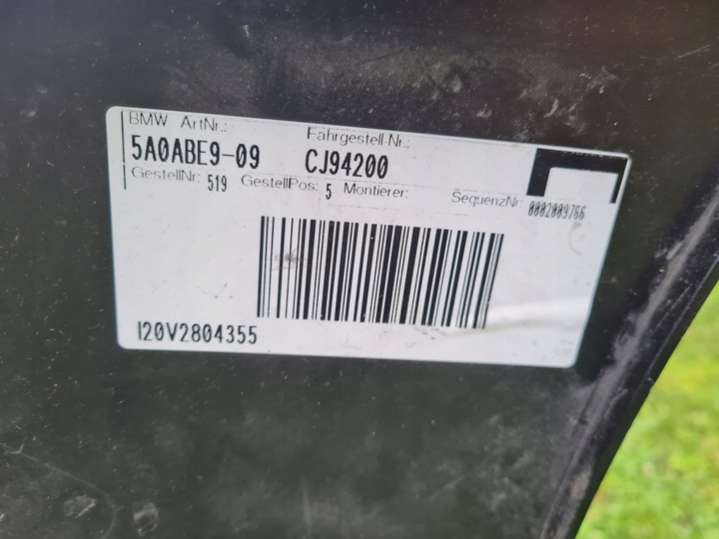 BMW ArtNr.: Fahrgestell-Nr.:
5A0ABE9-09 CJ94200
GestellNr: 519 GestellPos: 5 Montierer: SequenzNr: 0002009766
I20V2804355